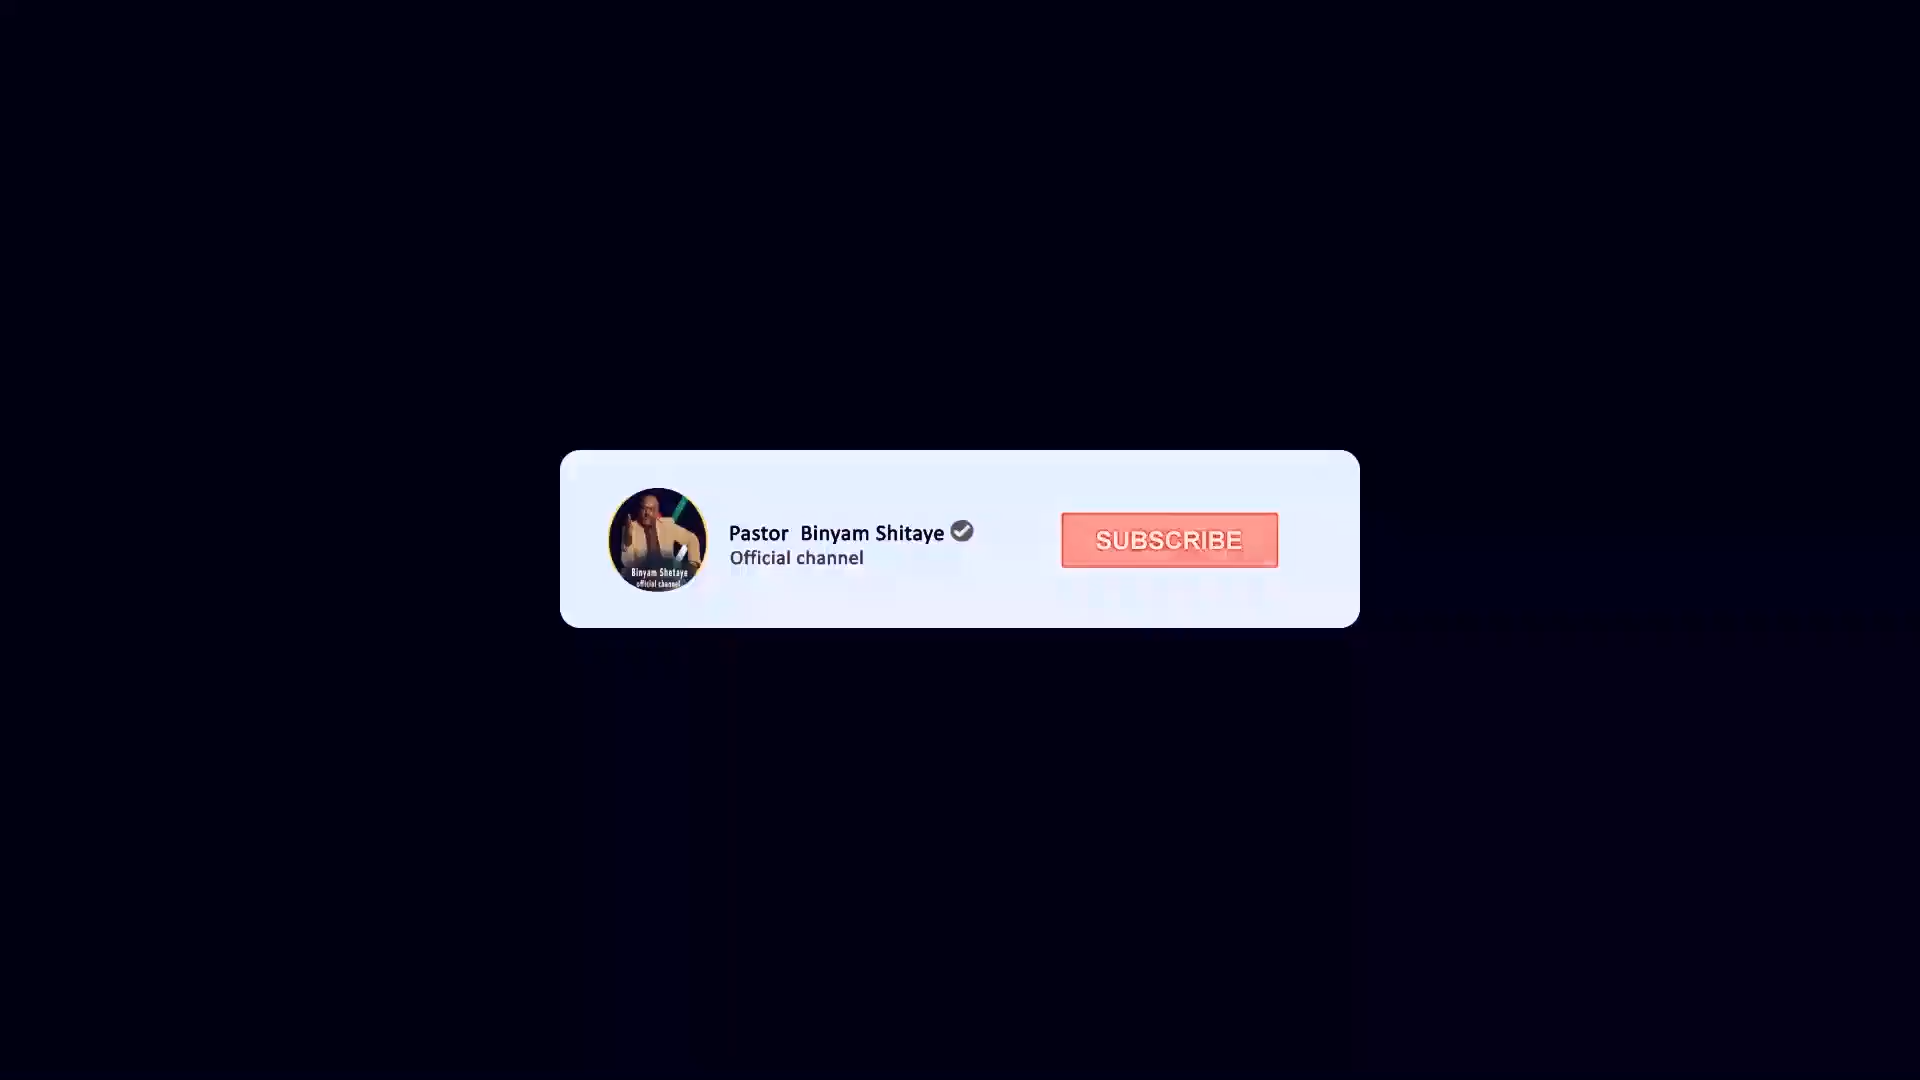 Pastor  Binyam Shitaye
Official channel
Binyam Shetaye
official channel
SUBSCRIBE